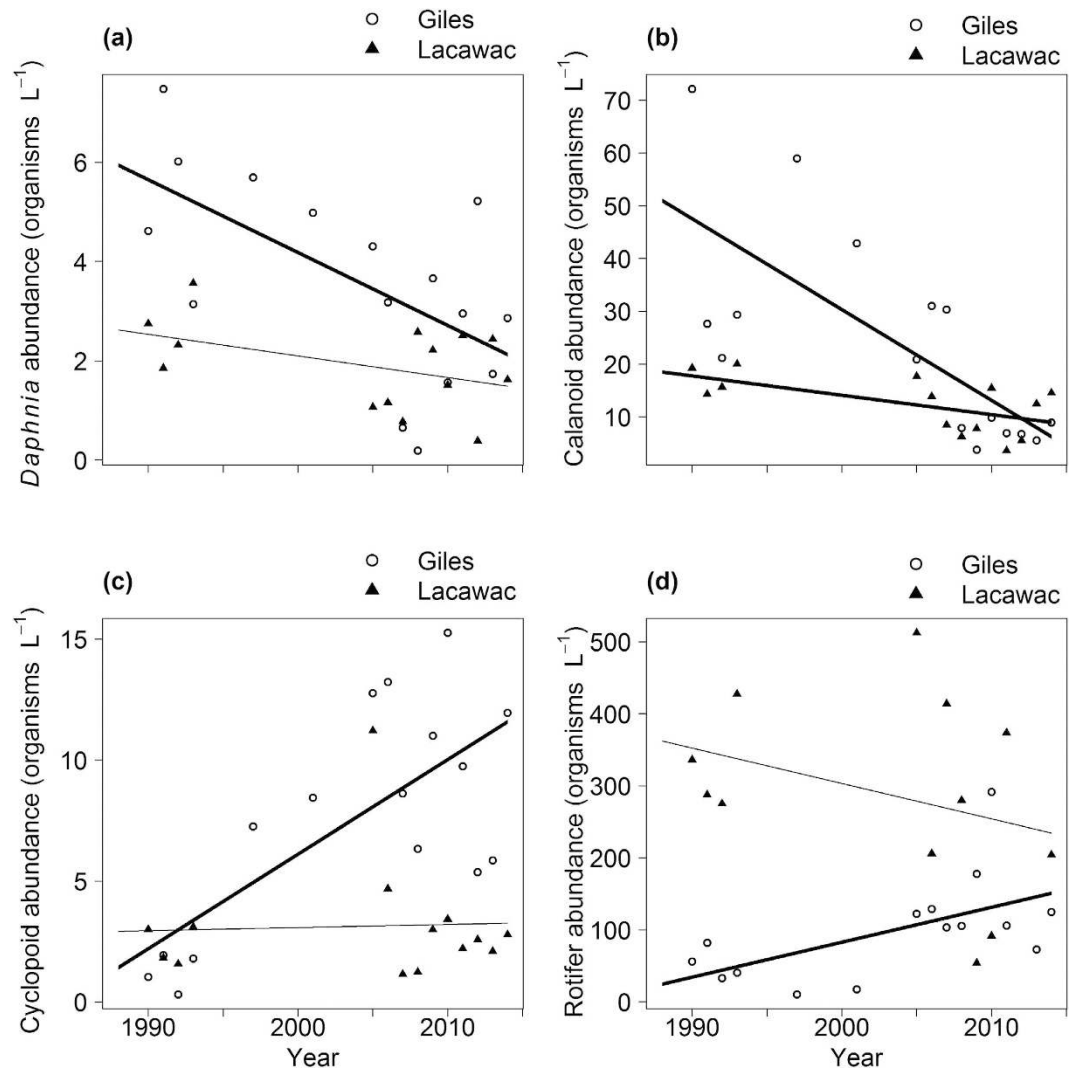 (a)
○ Giles
▲ Lacawac
Daphnia abundance (organisms L⁻¹)
6
4
2
0
(b)
○ Giles
▲ Lacawac
Calanoid abundance (organisms L⁻¹)
70
60
50
40
30
20
10
(c)
○ Giles
▲ Lacawac
Cyclopoid abundance (organisms L⁻¹)
15
10
5
0
1990 2000 2010
Year
(d)
○ Giles
▲ Lacawac
Rotifer abundance (organisms L⁻¹)
500
400
300
200
100
0
1990 2000 2010
Year